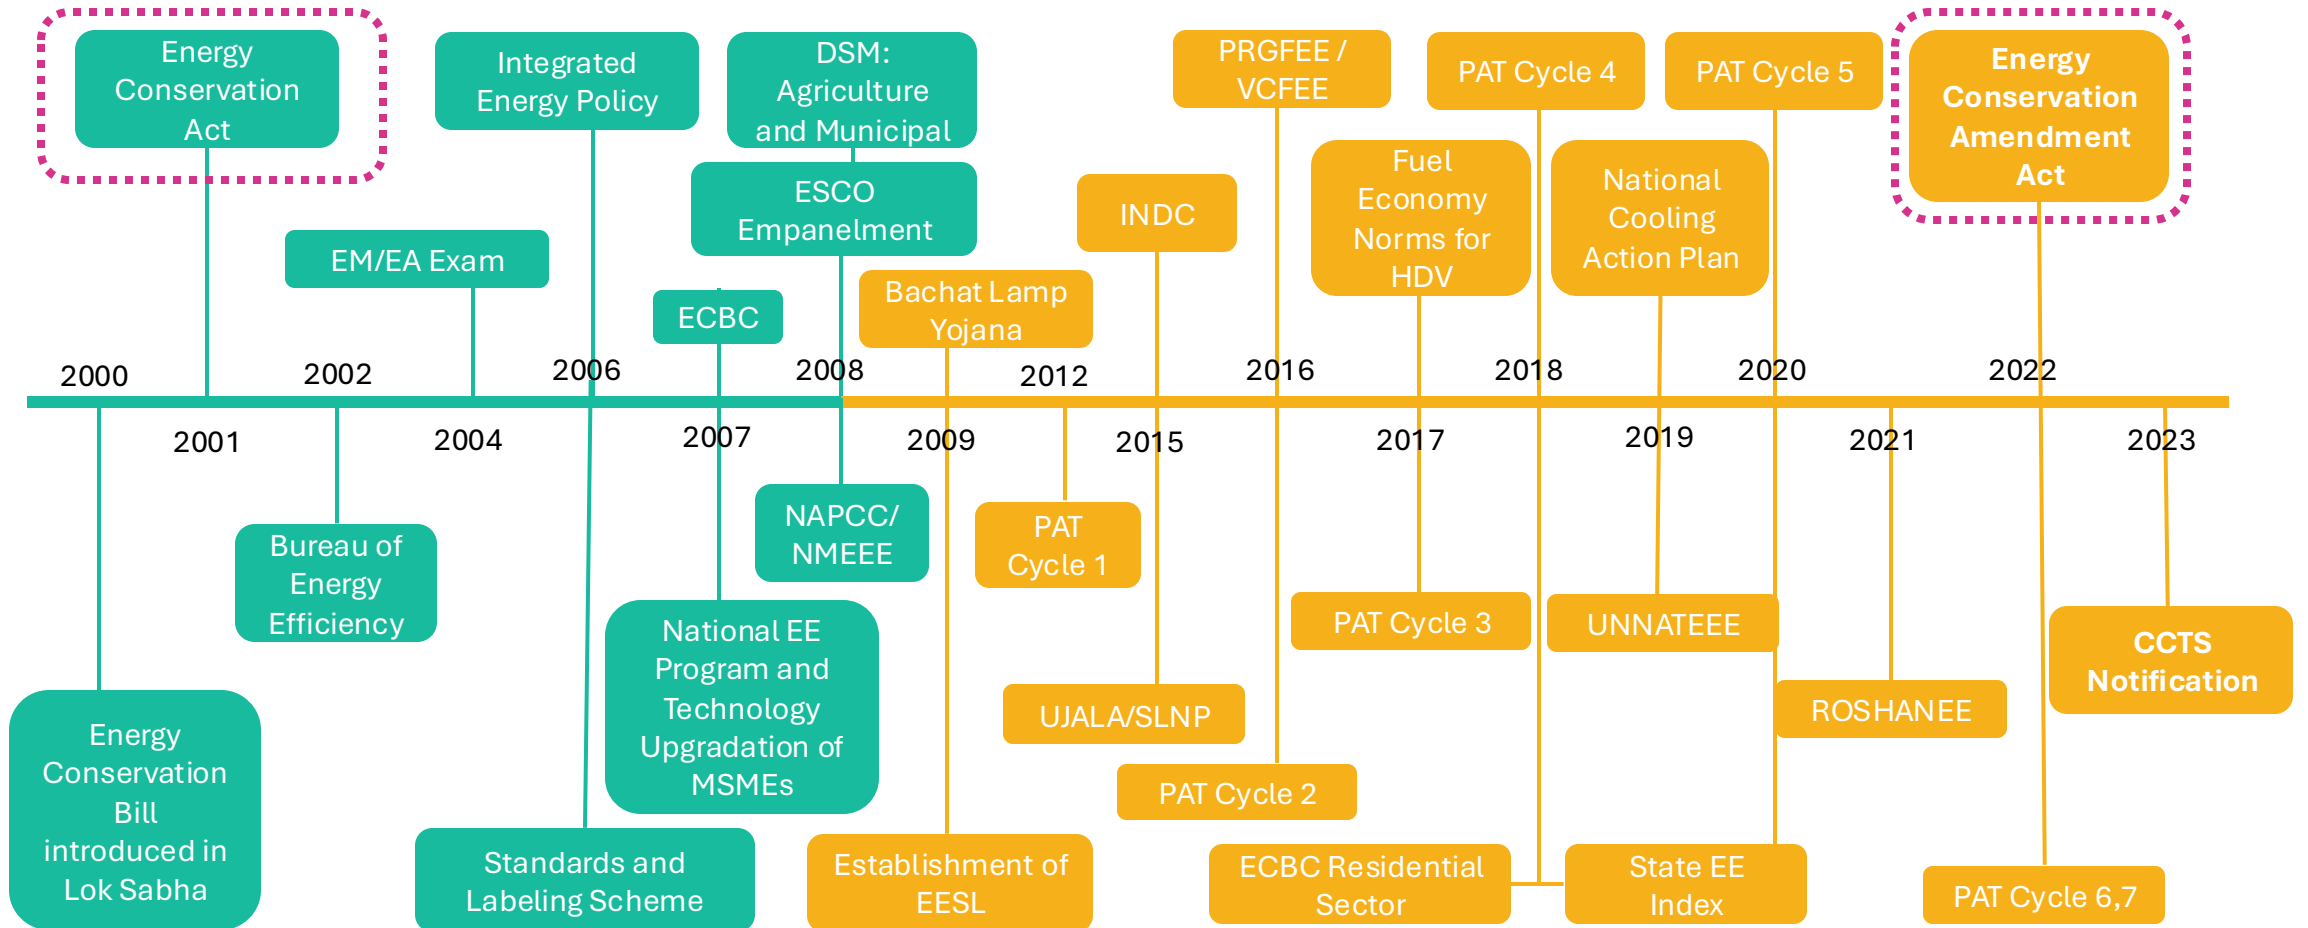 Energy
Conservation
Act
Integrated
Energy Policy
DSM:
Agriculture
and Municipal
PRGFEE /
VCFEE
PAT Cycle 4
PAT Cycle 5
Energy
Conservation
Amendment
Act
ESCO
Empanelment
INDC
Fuel
Economy
Norms for
HDV
National
Cooling
Action Plan
EM/EA Exam
ECBC
Bachat Lamp
Yojana
2000
2002
2006
2008
2012
2016
2018
2020
2022
2001
2004
2007
2009
2015
2017
2019
2021
2023
Bureau of
Energy
Efficiency
NAPCC/
NMEEE
PAT
Cycle 1
PAT Cycle 3
UNNATEEE
CCTS
Notification
National EE
Program and
Technology
Upgradation of
MSMEs
UJALA/SLNP
ROSHANEE
Energy
Conservation
Bill
introduced in
Lok Sabha
PAT Cycle 2
Standards and
Labeling Scheme
Establishment of
EESL
ECBC Residential
Sector
State EE
Index
PAT Cycle 6,7